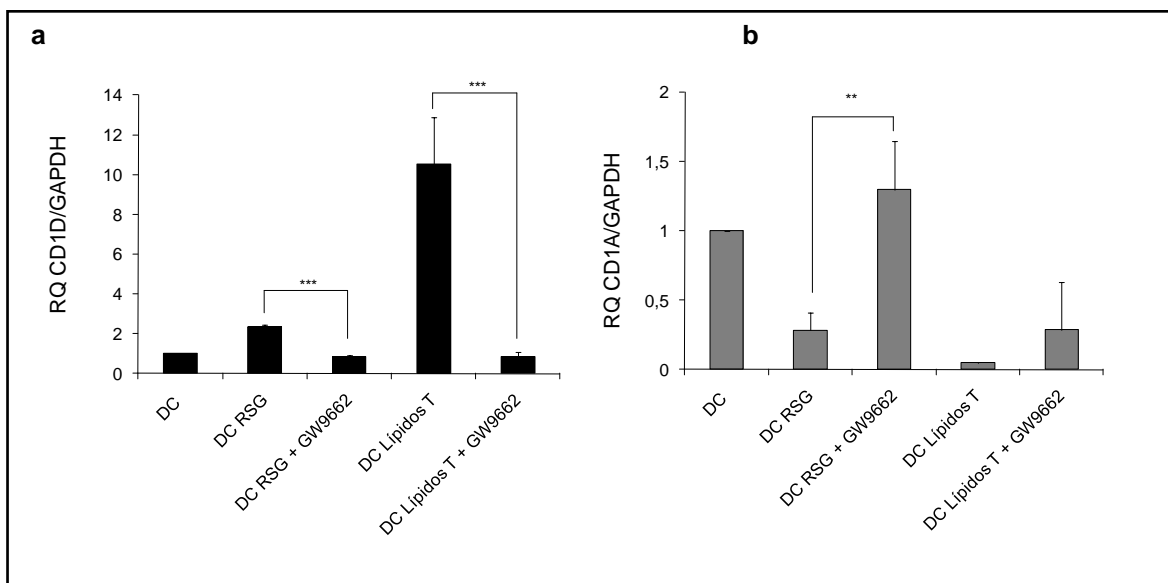 a
RQ CD1D/GAPDH
14
12
10
8
6
4
2
0
***
***
DC
DC RSG
DC RSG + GW9662
DC Lípidos T
DC Lípidos T + GW9662
b
RQ CD1A/GAPDH
2
1,5
1
0,5
0
**
DC
DC RSG
DC RSG + GW9662
DC Lípidos T
DC Lípidos T + GW9662